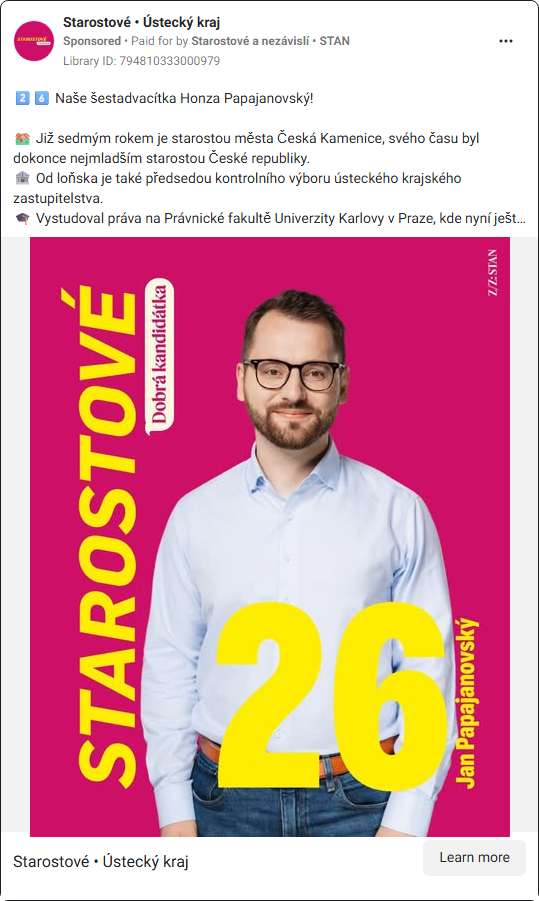 Starostové • Ústecký kraj
Sponsored • Paid for by Starostové a nezávislí • STAN
Library ID: 794810333000979
2️⃣ 6️⃣ Naše šestadvacítka Honza Papajanovský!
Již sedmým rokem je starostou města Česká Kamenice, svého času byl
dokonce nejmladším starostou České republiky.
Od loňska je také předsedou kontrolního výboru ústeckého krajského
zastupitelstva.
Vystudoval práva na Právnické fakultě Univerzity Karlovy v Praze, kde nyní ješt...
STAROSTOVÉ
Dobrá kandidátka
Z/Z: STAN
26
Jan Papajanovský
Starostové • Ústecký kraj
Learn more